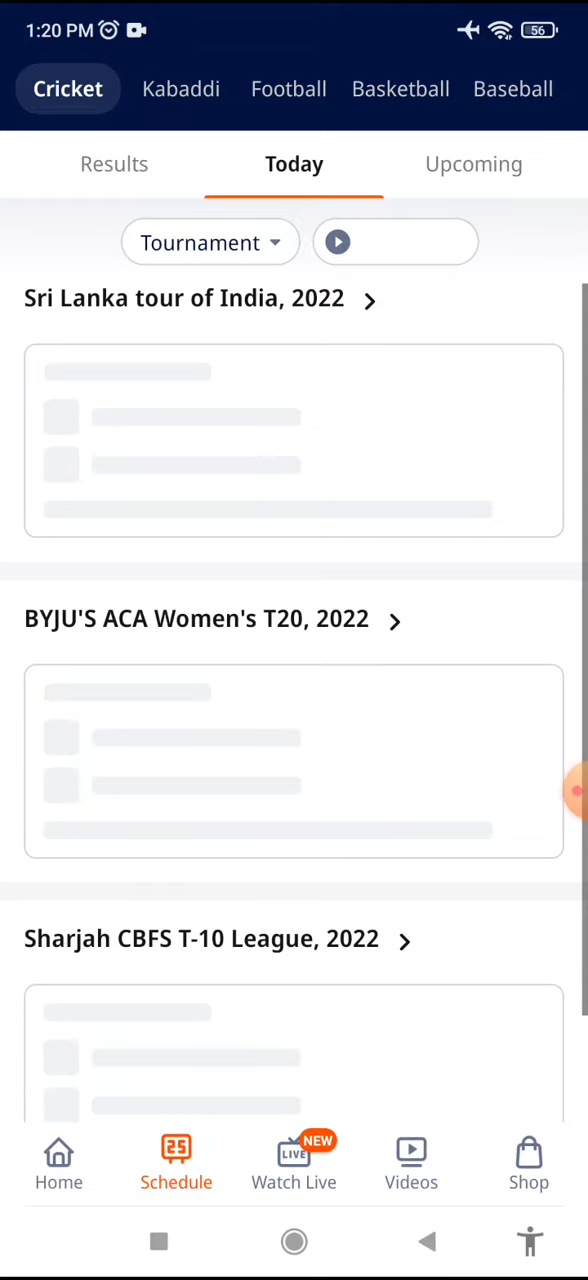 1:20 PM
56
Cricket Kabaddi Football Basketball Baseball
Results Today Upcoming
Tournament
Sri Lanka tour of India, 2022
BYJU'S ACA Women's T20, 2022
Sharjah CBFS T-10 League, 2022
25 LIVE NEW
Home Schedule Watch Live Videos Shop